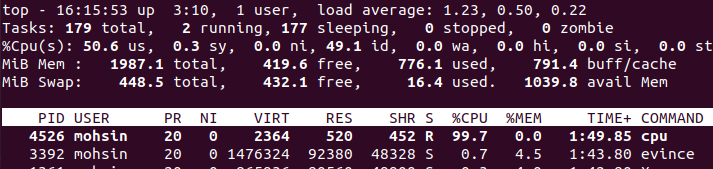 top - 16:15:53 up  3:10,  1 user,  load average: 1.23, 0.50, 0.22
Tasks: 179 total,   2 running, 177 sleeping,   0 stopped,   0 zombie
%Cpu(s): 50.6 us,  0.3 sy,  0.0 ni, 49.1 id,  0.0 wa,  0.0 hi,  0.0 si,  0.0 st
MiB Mem :   1987.1 total,    419.6 free,    776.1 used,    791.4 buff/cache
MiB Swap:    448.5 total,    432.1 free,     16.4 used.   1039.8 avail Mem
PID USER      PR  NI    VIRT    RES    SHR S  %CPU  %MEM     TIME+ COMMAND
4526 mohsin    20   0    2364    520    452 R  99.7   0.0   1:49.85 cpu
3392 mohsin    20   0 1476324  92380  48328 S   0.7   4.5   1:43.80 evince